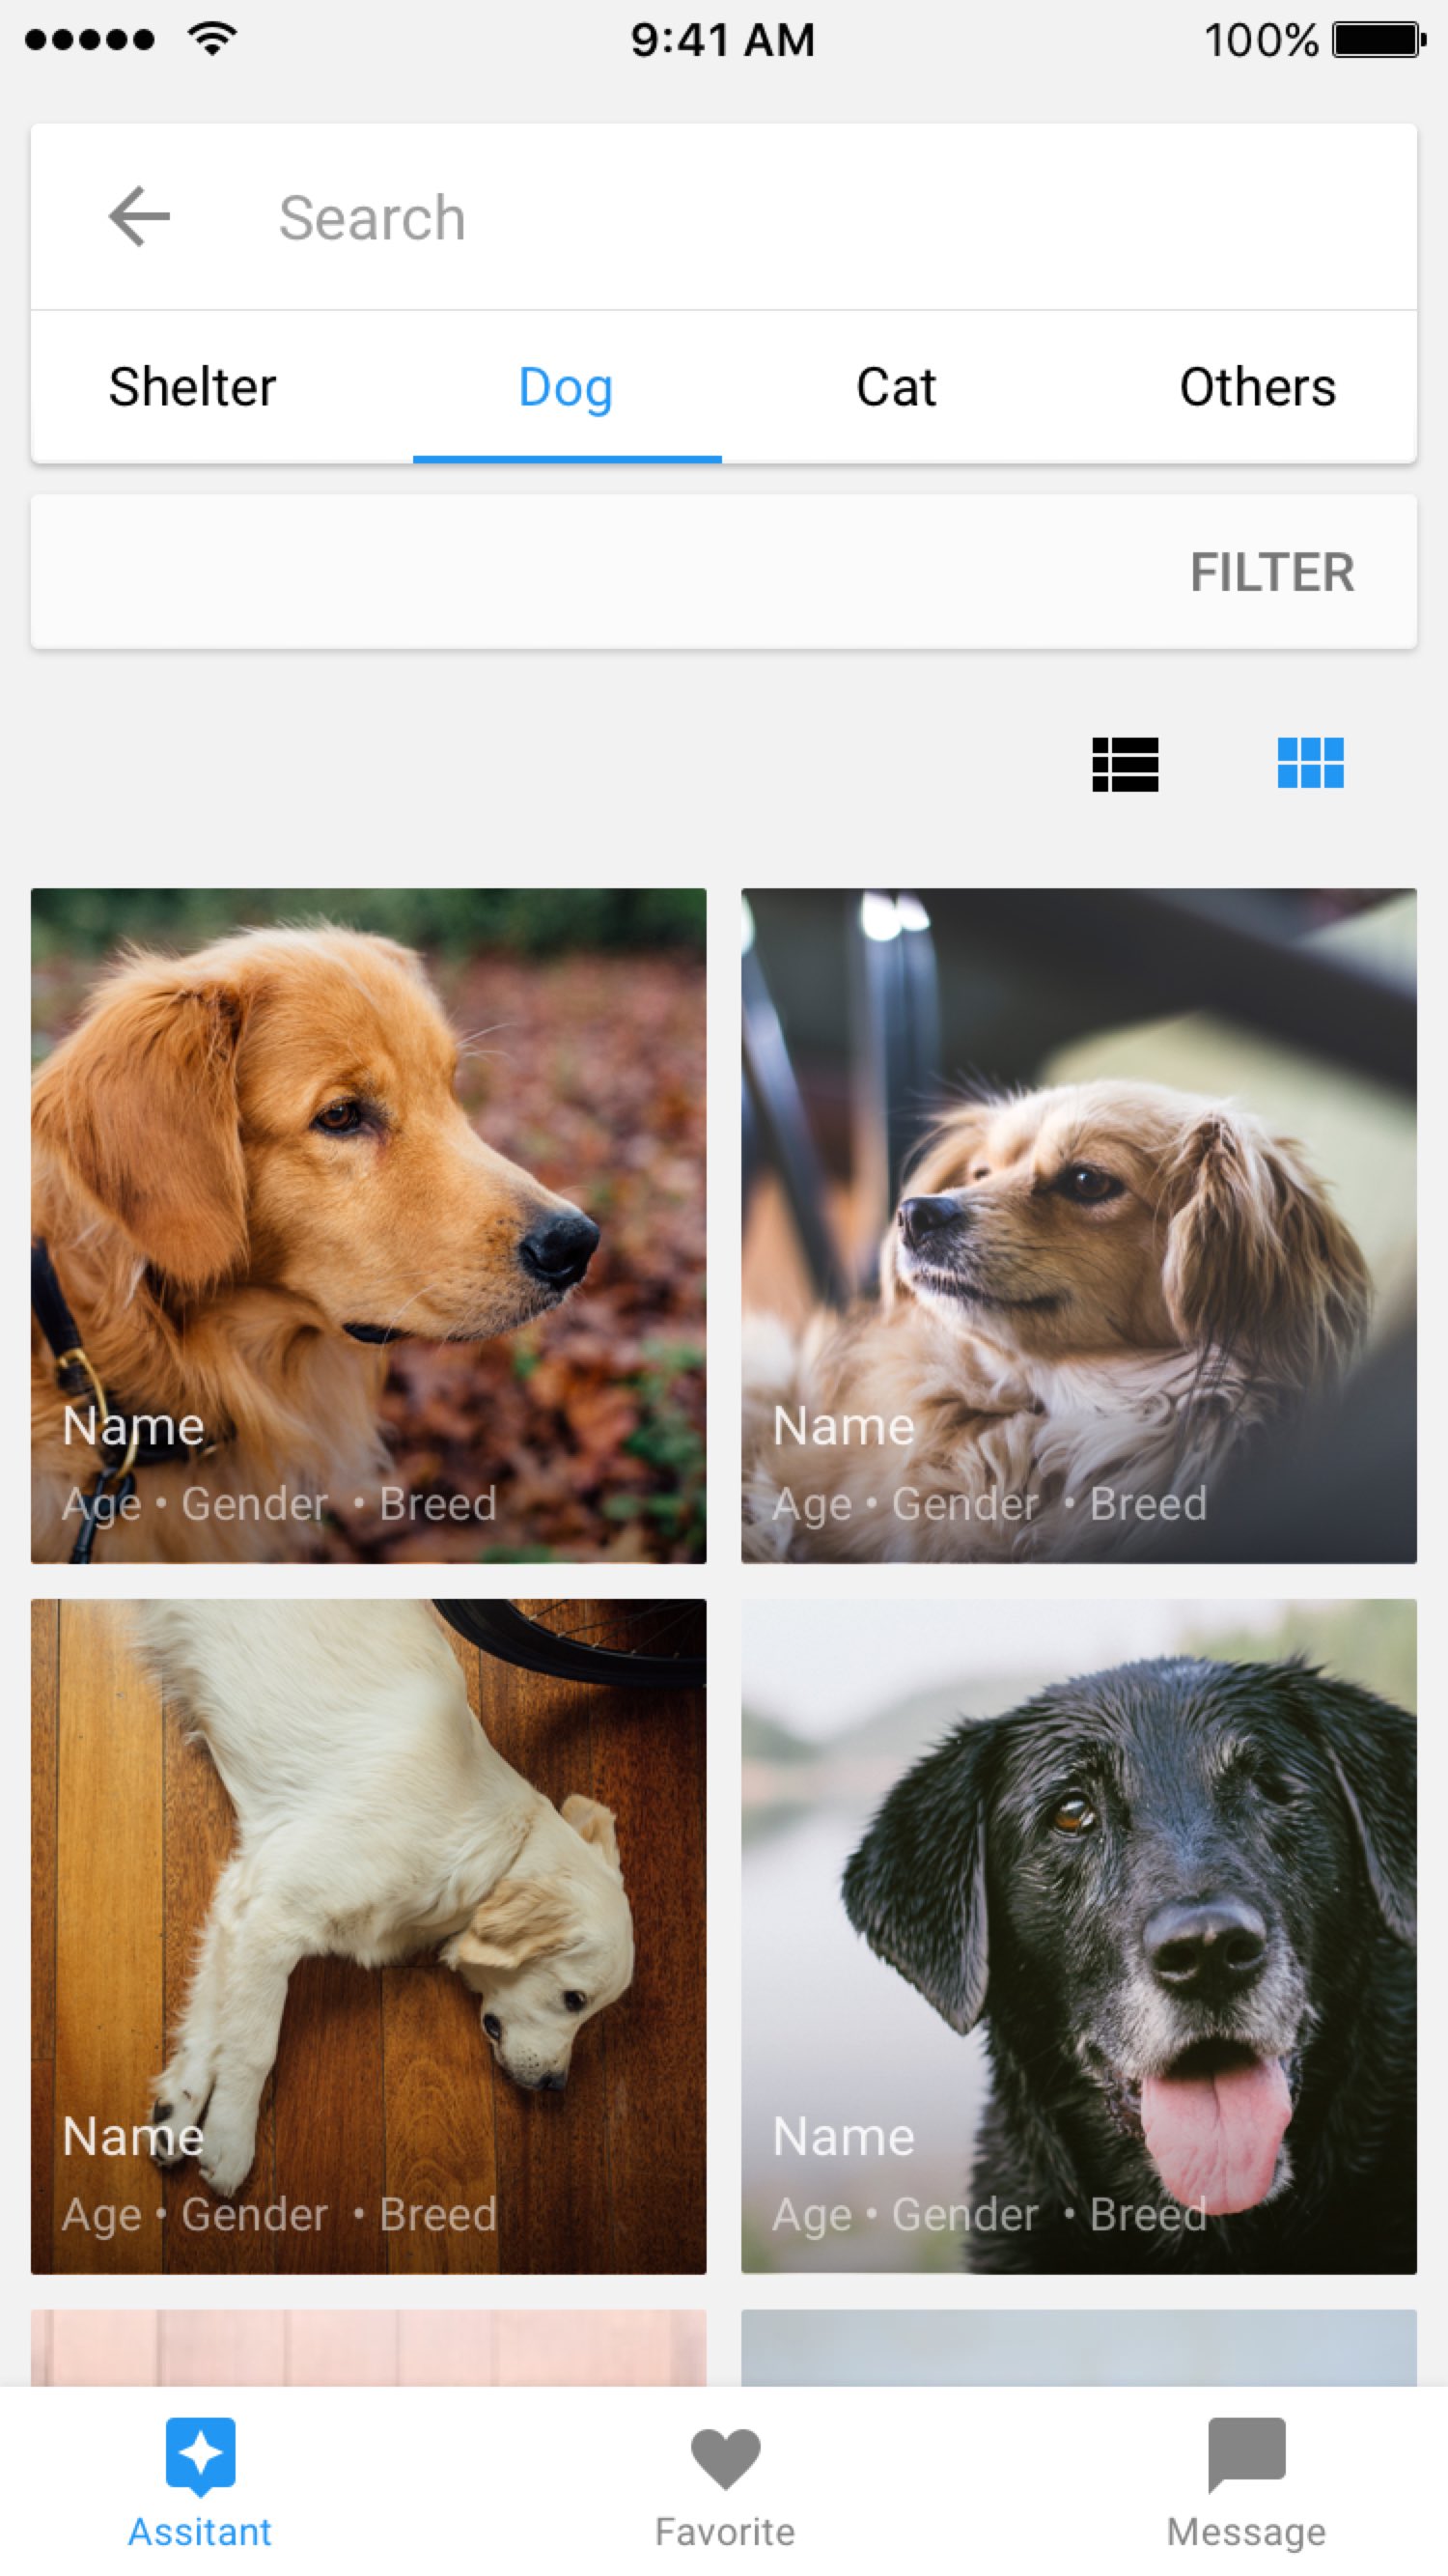 9:41 AM
100%
Search
Shelter Dog Cat Others
FILTER
Name
Age • Gender • Breed
Name
Age • Gender • Breed
Name
Age • Gender • Breed
Name
Age • Gender • Breed
Assitant
Favorite
Message